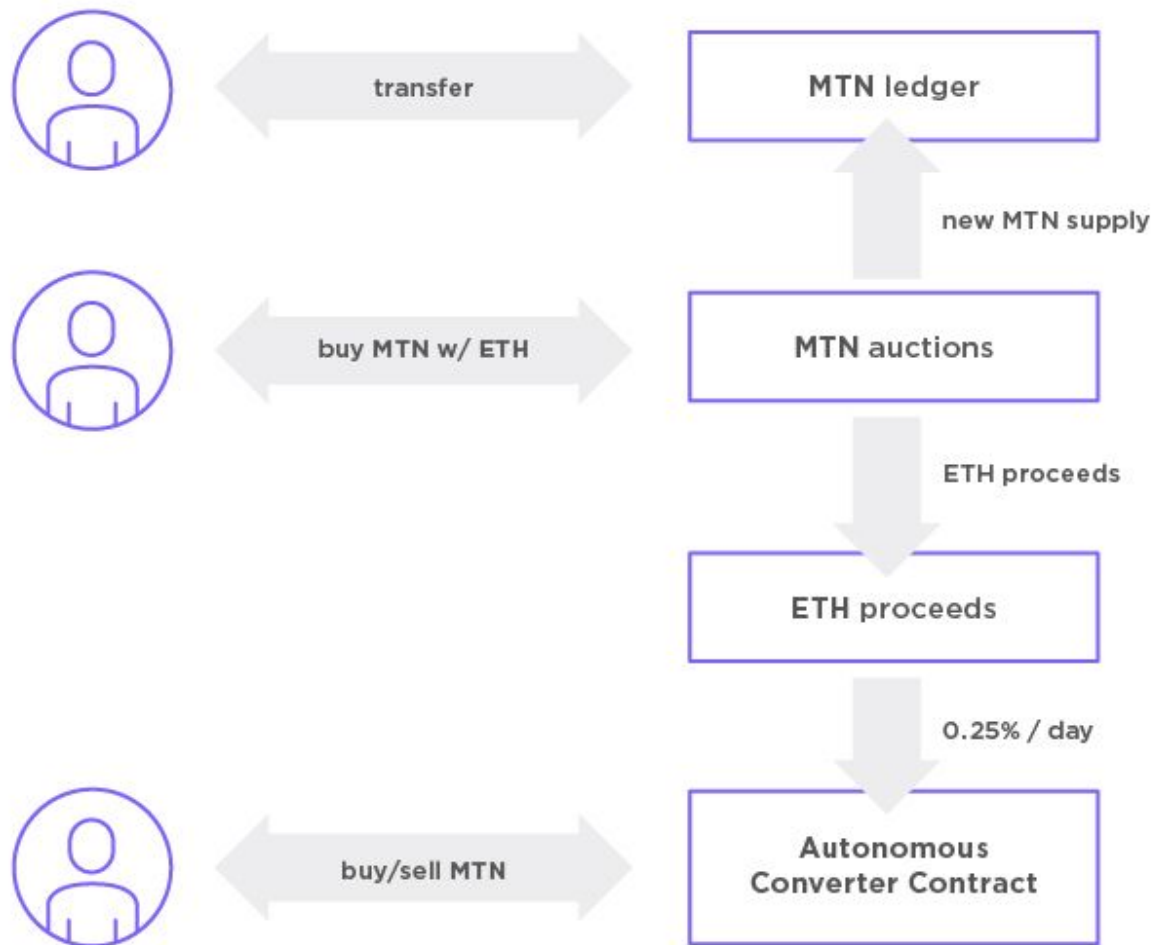 transfer
MTN ledger
new MTN supply
buy MTN w/ ETH
MTN auctions
ETH proceeds
ETH proceeds
0.25% / day
buy/sell MTN
Autonomous
Converter Contract